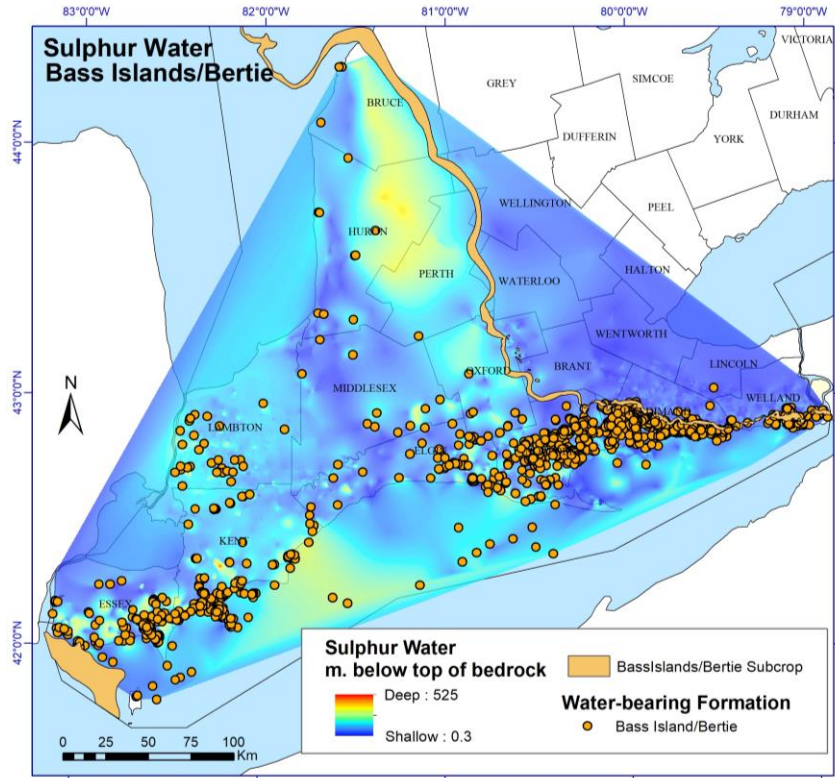 83°0'0"W 82°0'0"W 81°0'0"W 80°0'0"W 79°0'0"W
Sulphur Water
Bass Islands/Bertie
VICTORIA
GREY
SIMCOE
BRUCE
DURHAM
DUFFERIN
YORK
44°0'0"N
WELLINGTON
PEEL
HURON
HALTON
PERTH
WATERLOO
WENTWORTH
LINCOLN
BRANT
OXFORD
N
43°0'0"N
MIDDLESEX
WELLAND
LAMBTON
KENT
ESSEX
42°0'0"N
Sulphur Water
m. below top of bedrock
Deep : 525
Shallow : 0.3
BassIslands/Bertie Subcrop
Water-bearing Formation
Bass Island/Bertie
0 25 50 75 100
Km